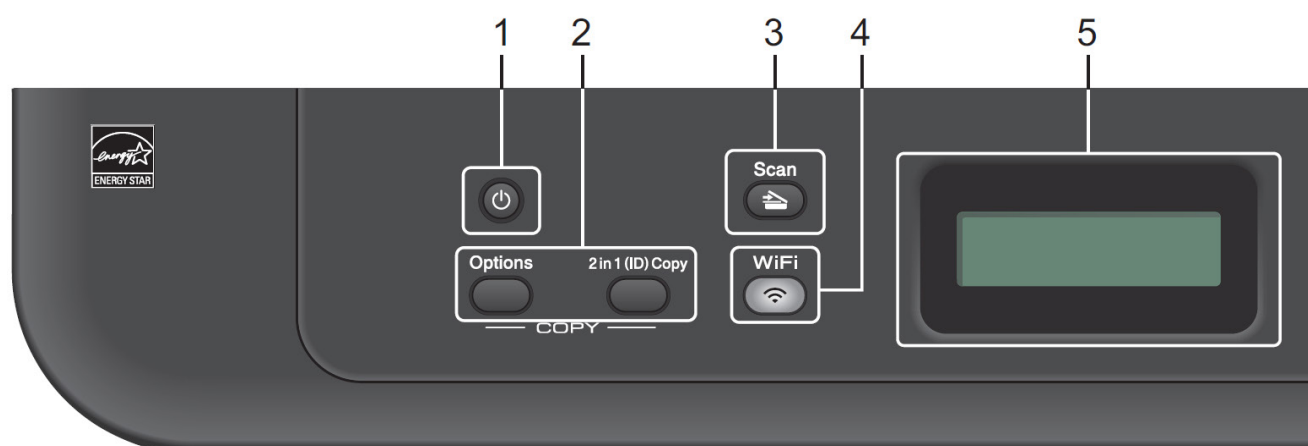 1 2 3 4 5
energy
ENERGY STAR
Scan
Options 2 in 1 (ID) Copy
WiFi
COPY